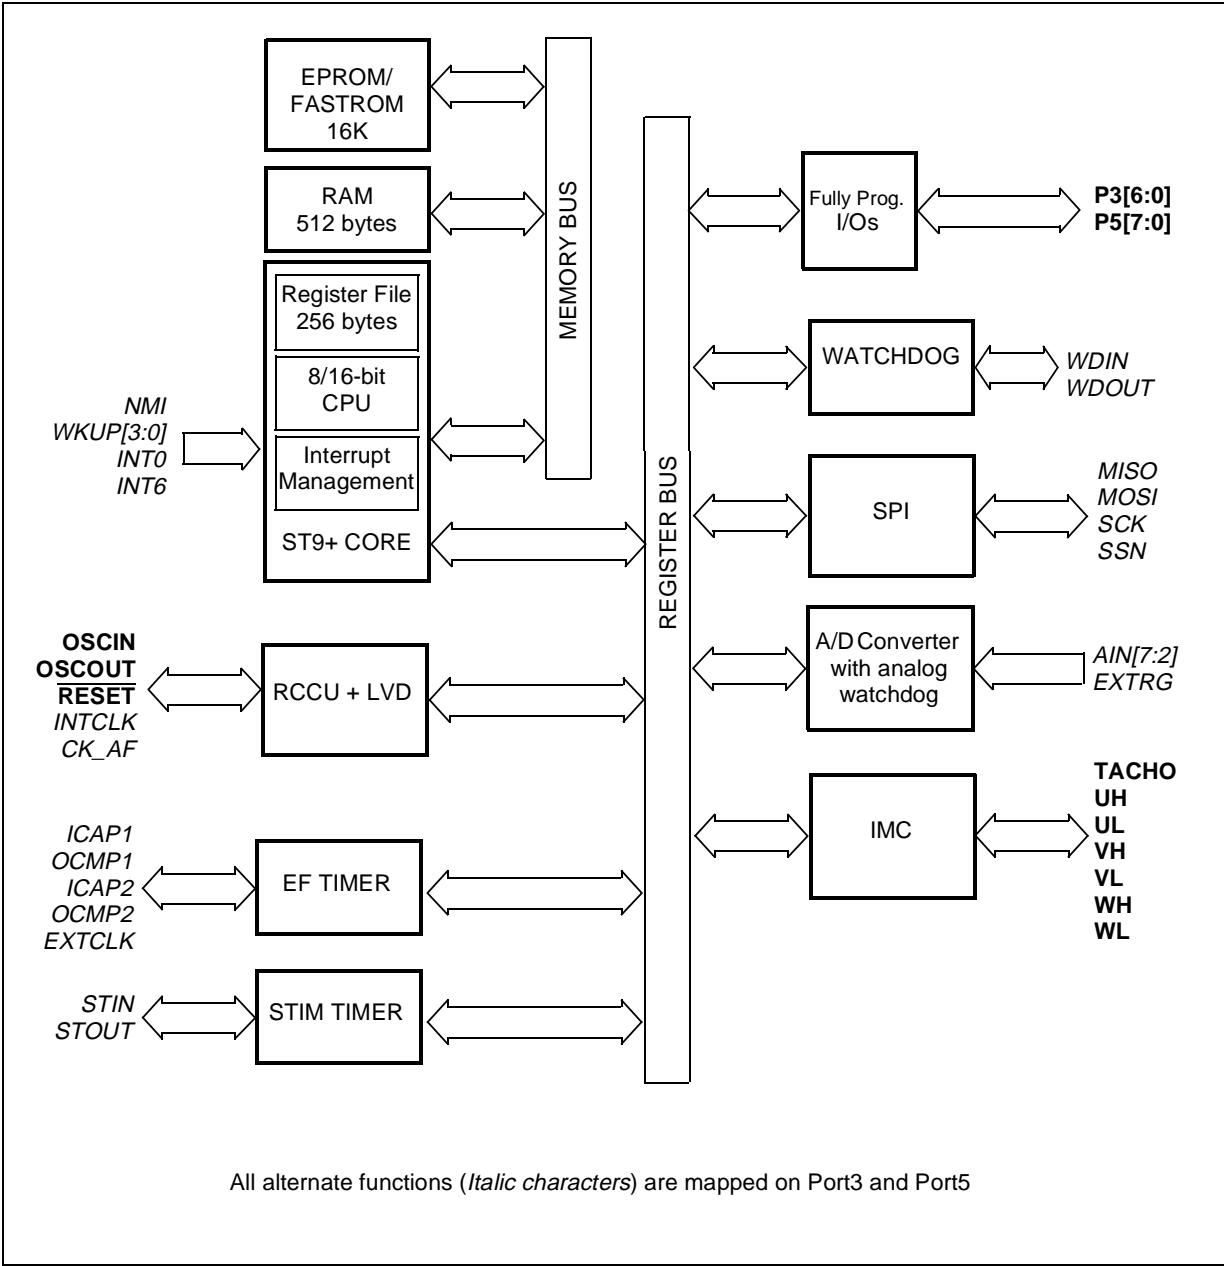 EPROM/
FASTROM
16K
RAM
512 bytes
Register File
256 bytes
8/16-bit
CPU
Interrupt
Management
ST9+ CORE
NMI
WKUP[3:0]
INT0
INT6
OSCIN
OSCOUT
RESET
INTCLK
CK_AF
RCCU + LVD
ICAP1
OCMP1
ICAP2
OCMP2
EXTCLK
EF TIMER
STIN
STOUT
STIM TIMER
MEMORY BUS
REGISTER BUS
Fully Prog.
I/Os
P3[6:0]
P5[7:0]
WATCHDOG
WDIN
WDOUT
SPI
MISO
MOSI
SCK
SSN
A/D Converter
with analog
watchdog
AIN[7:2]
EXTRG
IMC
TACHO
UH
UL
VH
VL
WH
WL
All alternate functions (Italic characters) are mapped on Port3 and Port5